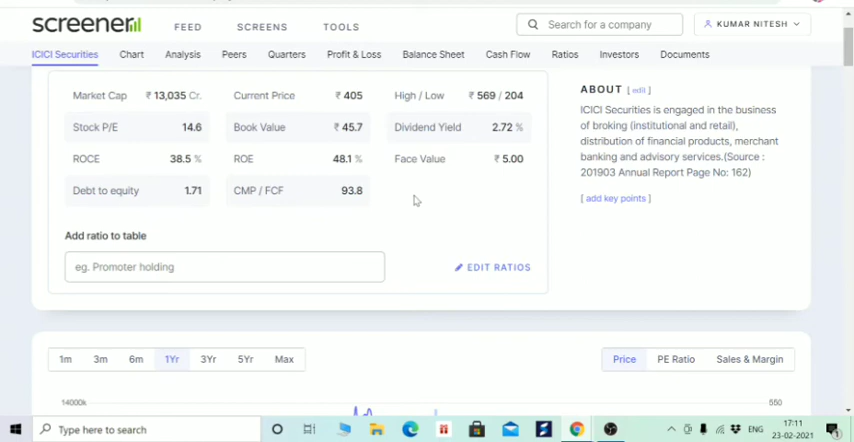 screener
FEED SCREENS TOOLS
Search for a company
KUMAR NITESH
ICICI Securities Chart Analysis Peers Quarters Profit & Loss Balance Sheet Cash Flow Ratios Investors Documents
Market Cap ₹ 13,035 Cr. Current Price ₹ 405 High / Low ₹ 569 / 204
Stock P/E 14.6 Book Value ₹ 45.7 Dividend Yield 2.72 %
ROCE 38.5 % ROE 48.1 % Face Value ₹ 5.00
Debt to equity 1.71 CMP / FCF 93.8
Add ratio to table
eg. Promoter holding
EDIT RATIOS
ABOUT [ edit ]
ICICI Securities is engaged in the business
of broking (institutional and retail),
distribution of financial products, merchant
banking and advisory services.(Source :
201903 Annual Report Page No: 162)
[ add key points ]
1m 3m 6m 1Yr 3Yr 5Yr Max
Price PE Ratio Sales & Margin
14000k 550
Type here to search
ENG
17:11
23-02-2021
1